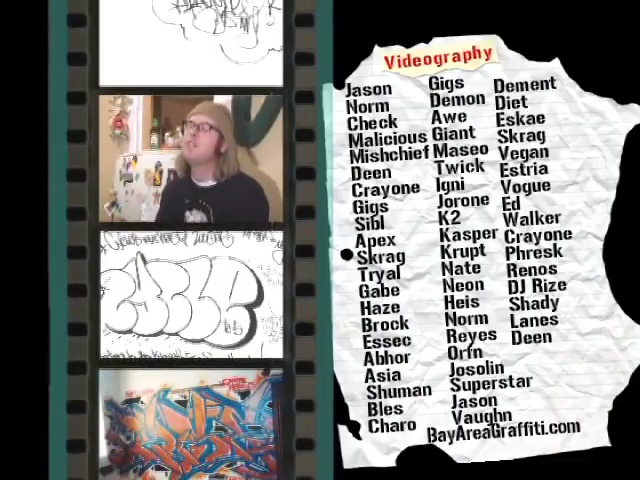 Videography
Jason
Norm
Check
Malicious
Mishchief
Deen
Crayone
Gigs
Sibl
Apex
Skrag
Tryal
Gabe
Haze
Brock
Essec
Abhor
Asia
Shuman
Bles
Charo
Gigs
Demon
Awe
Giant
Maseo
Twick
Igni
Jorone
K2
Kasper
Krupt
Nate
Neon
Heis
Norm
Reyes
Orfn
Josolin
Superstar
Jason
Vaughn
Dement
Diet
Eskae
Skrag
Vegan
Estria
Vogue
Ed
Walker
Crayone
Phresk
Renos
DJ Rize
Shady
Lanes
Deen
BayAreaGraffiti.com